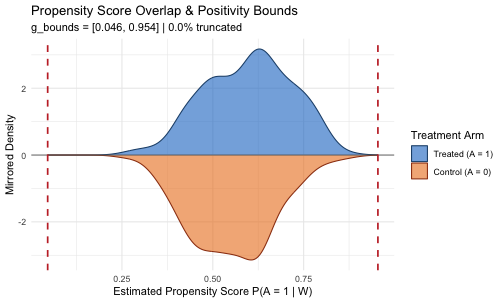 Propensity Score Overlap & Positivity Bounds
g_bounds = [0.046, 0.954] | 0.0% truncated
Mirrored Density
2
0
-2
0.25 0.50 0.75
Estimated Propensity Score P(A = 1 | W)
Treatment Arm
Treated (A = 1)
Control (A = 0)